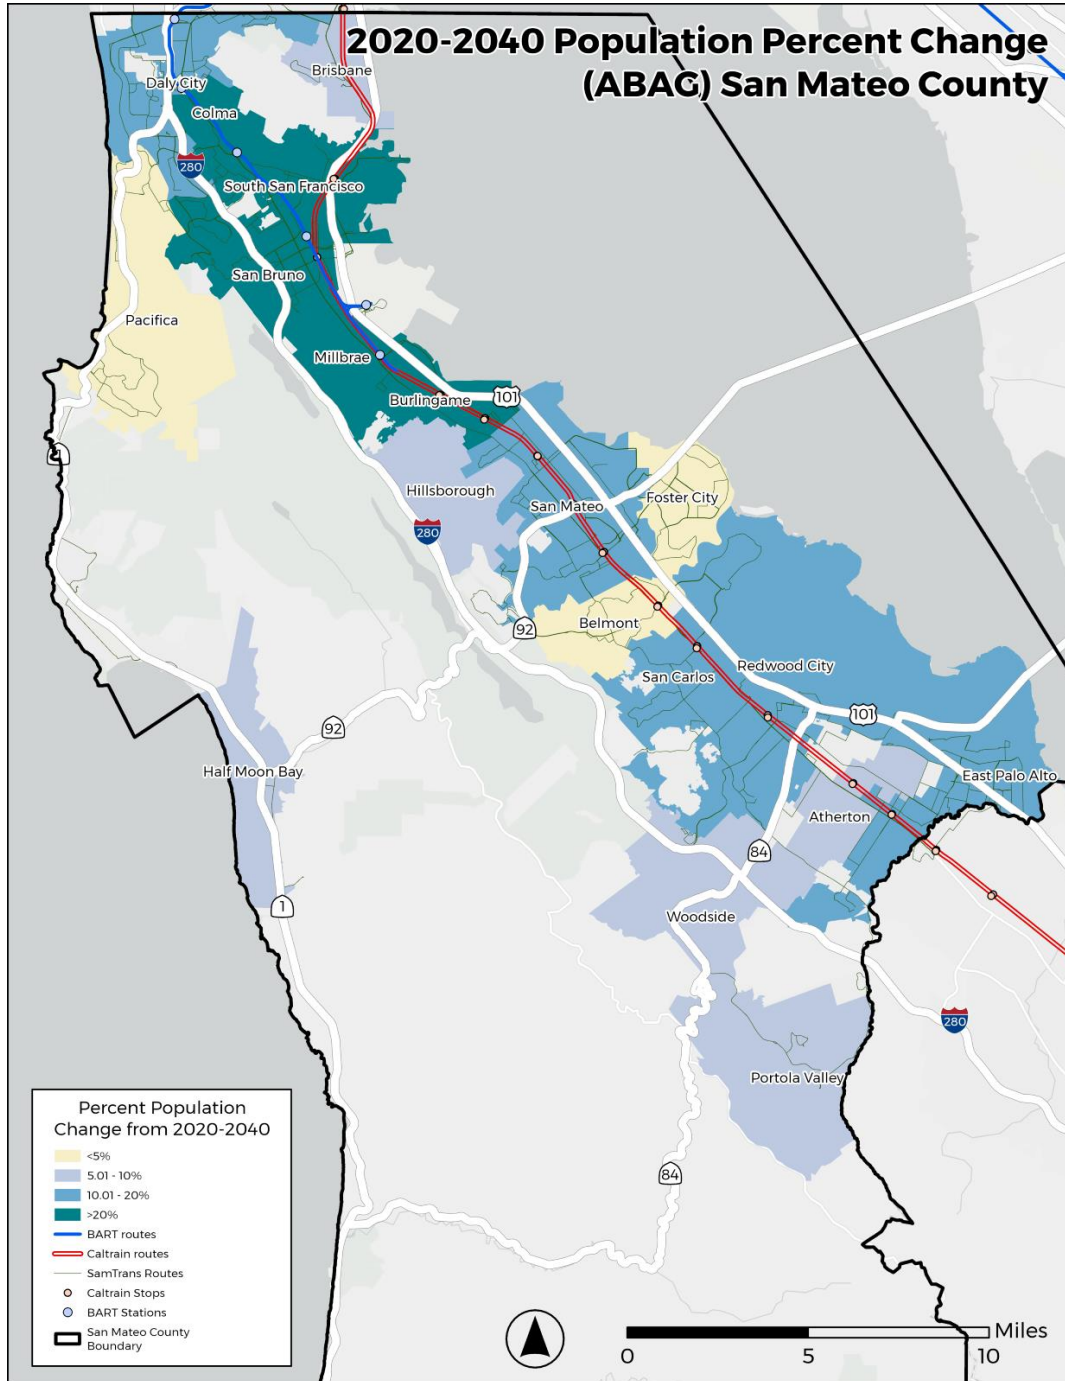 2020-2040 Population Percent Change
(ABAG) San Mateo County
Brisbane
Daly City
Colma
280
South San Francisco
San Bruno
Pacifica
Millbrae
Burlingame
101
1
Hillsborough
San Mateo
Foster City
280
92
Belmont
Redwood City
San Carlos
101
92
Half Moon Bay
East Palo Alto
Atherton
84
1
Woodside
280
Portola Valley
84
Percent Population
Change from 2020-2040
<5%
5.01 - 10%
10.01 - 20%
>20%
BART routes
Caltrain routes
SamTrans Routes
Caltrain Stops
BART Stations
San Mateo County
Boundary
Miles
0 5 10